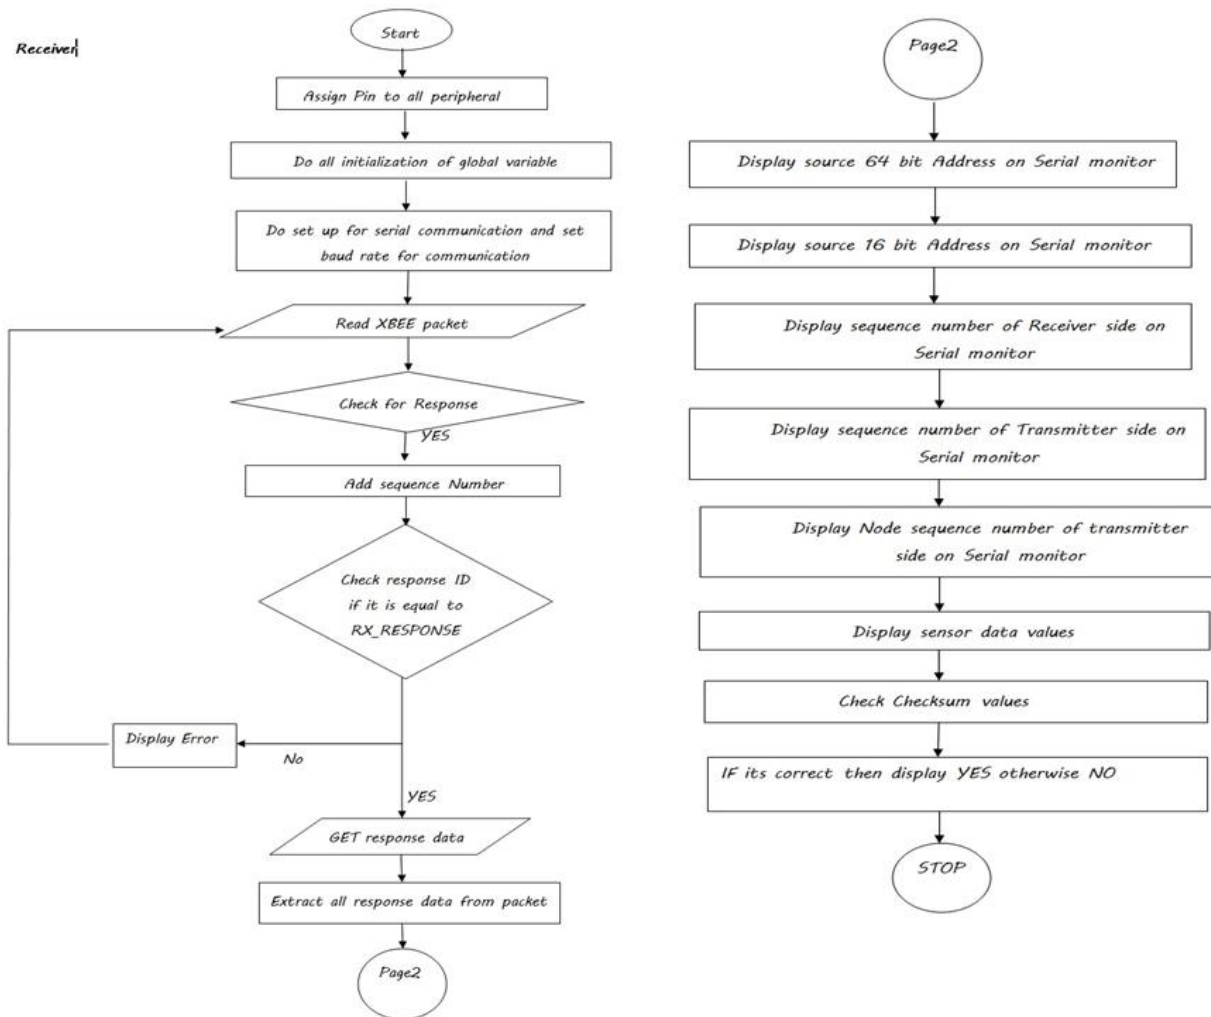 Receiver
Start
Assign Pin to all peripheral
Do all initialization of global variable
Do set up for serial communication and set
baud rate for communication
Read XBEE packet
Check for Response
YES
Add sequence Number
Check response ID
if it is equal to
RX_RESPONSE
Display Error
No
YES
GET response data
Extract all response data from packet
Page2
Page2
Display source 64 bit Address on Serial monitor
Display source 16 bit Address on Serial monitor
Display sequence number of Receiver side on
Serial monitor
Display sequence number of Transmitter side on
Serial monitor
Display Node sequence number of transmitter
side on Serial monitor
Display sensor data values
Check Checksum values
IF its correct then display YES otherwise NO
STOP